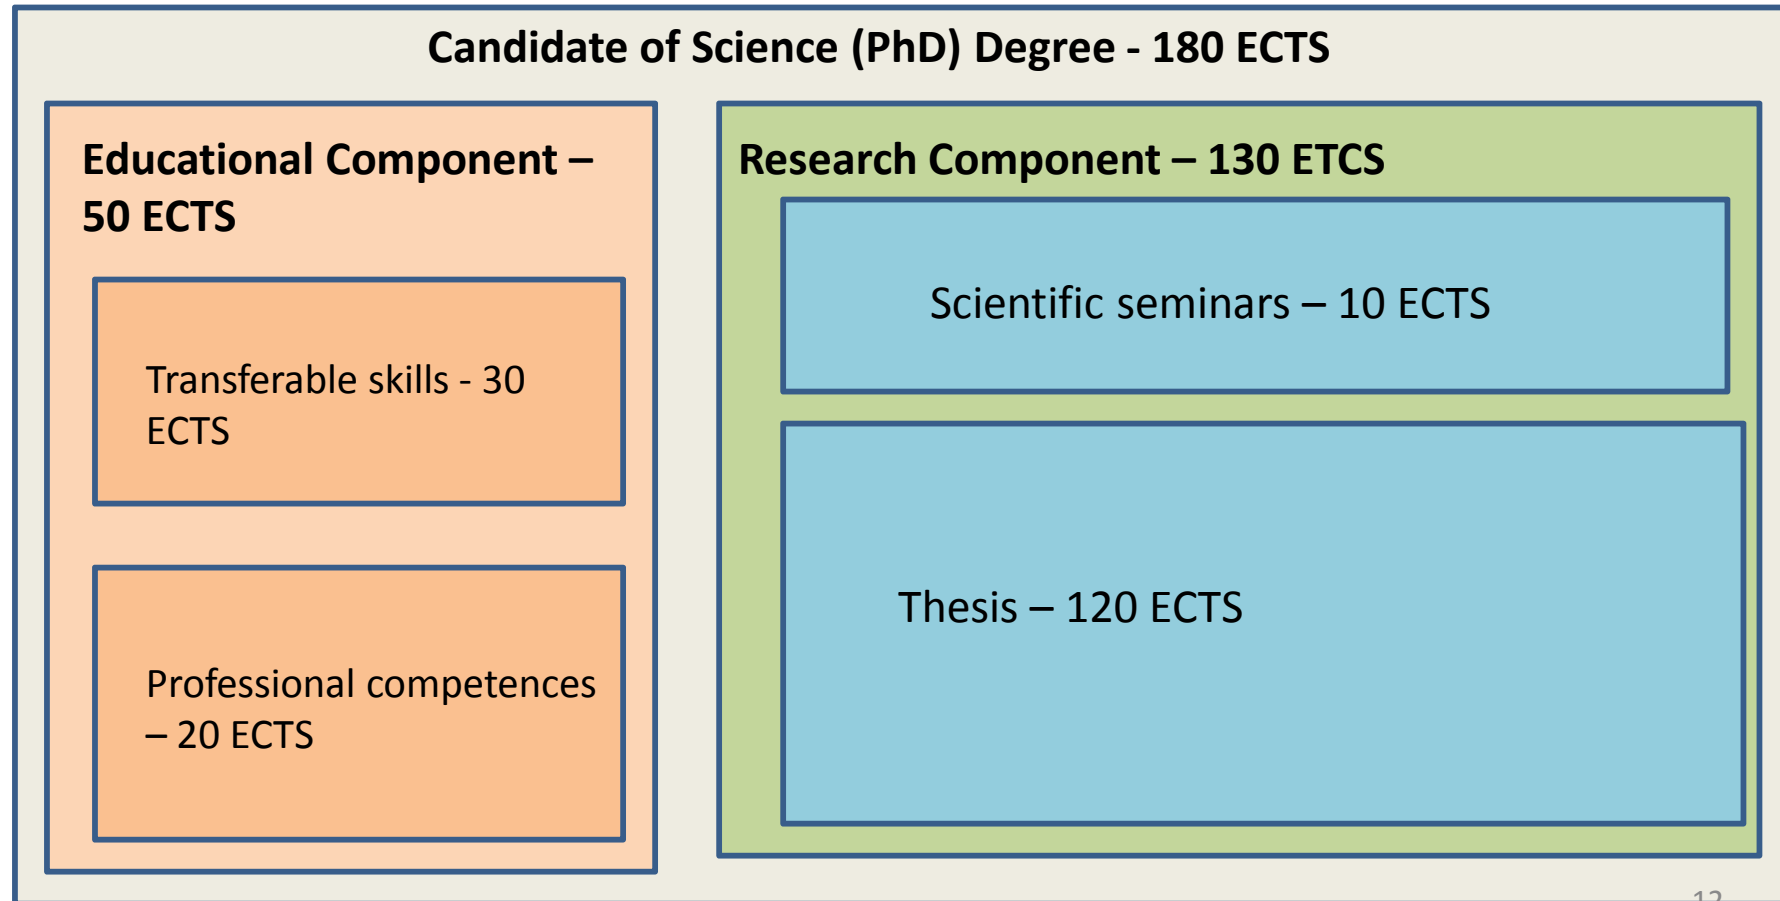 Candidate of Science (PhD) Degree - 180 ECTS
Educational Component –
50 ECTS
Transferable skills - 30
ECTS
Professional competences
– 20 ECTS
Research Component – 130 ETCS
Scientific seminars – 10 ECTS
Thesis – 120 ECTS
12